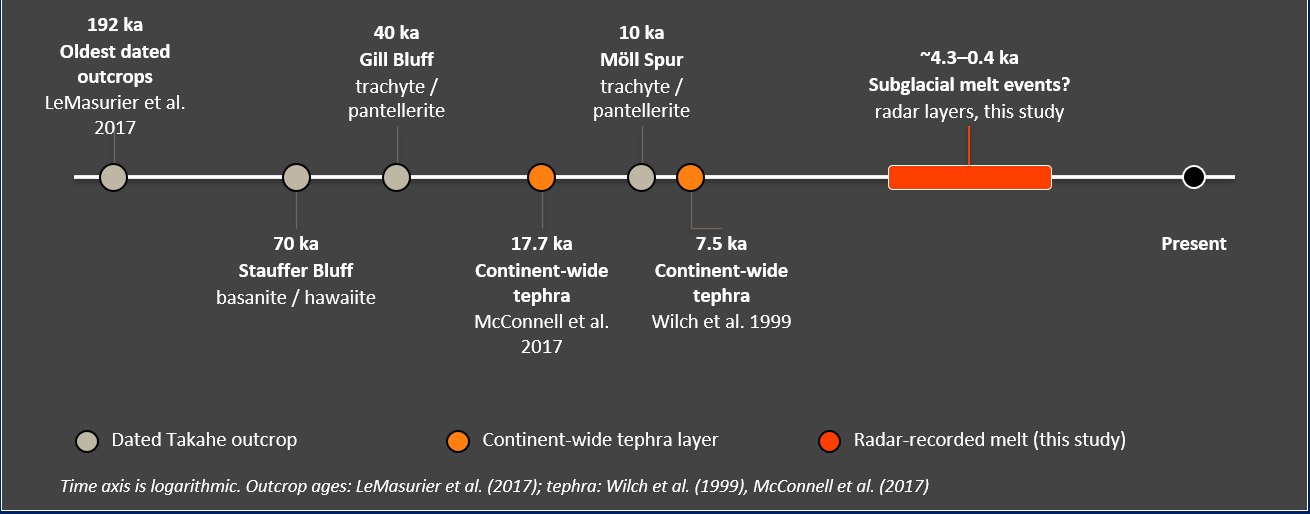 192 ka
Oldest dated
outcrops
LeMasurier et al.
2017
40 ka
Gill Bluff
trachyte /
pantellerite
10 ka
Möll Spur
trachyte /
pantellerite
~4.3–0.4 ka
Subglacial melt events?
radar layers, this study
70 ka
Stauffer Bluff
basanite / hawaiite
17.7 ka
Continent-wide
tephra
McConnell et al.
2017
7.5 ka
Continent-wide
tephra
Wilch et al. 1999
Present
Dated Takahe outcrop
Continent-wide tephra layer
Radar-recorded melt (this study)
Time axis is logarithmic. Outcrop ages: LeMasurier et al. (2017); tephra: Wilch et al. (1999), McConnell et al. (2017)